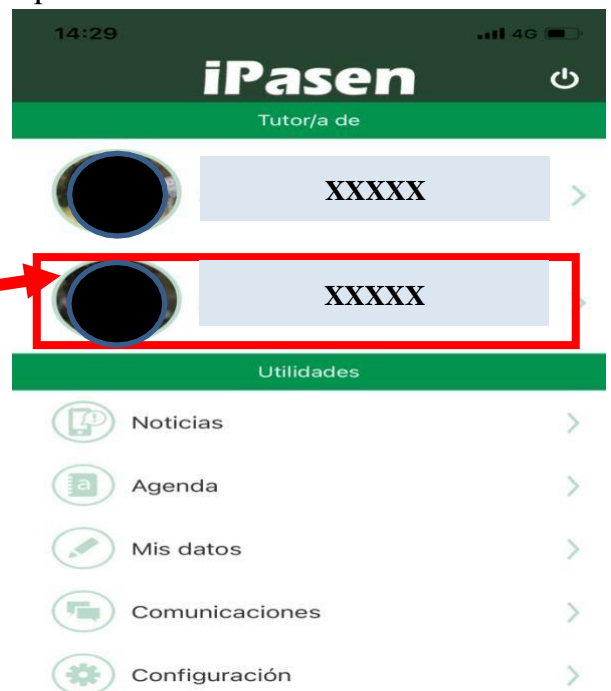 14:29 4G
iPasen
Tutor/a de
XXXXX
XXXXX
Utilidades
Noticias
a Agenda
Mis datos
Comunicaciones
Configuración